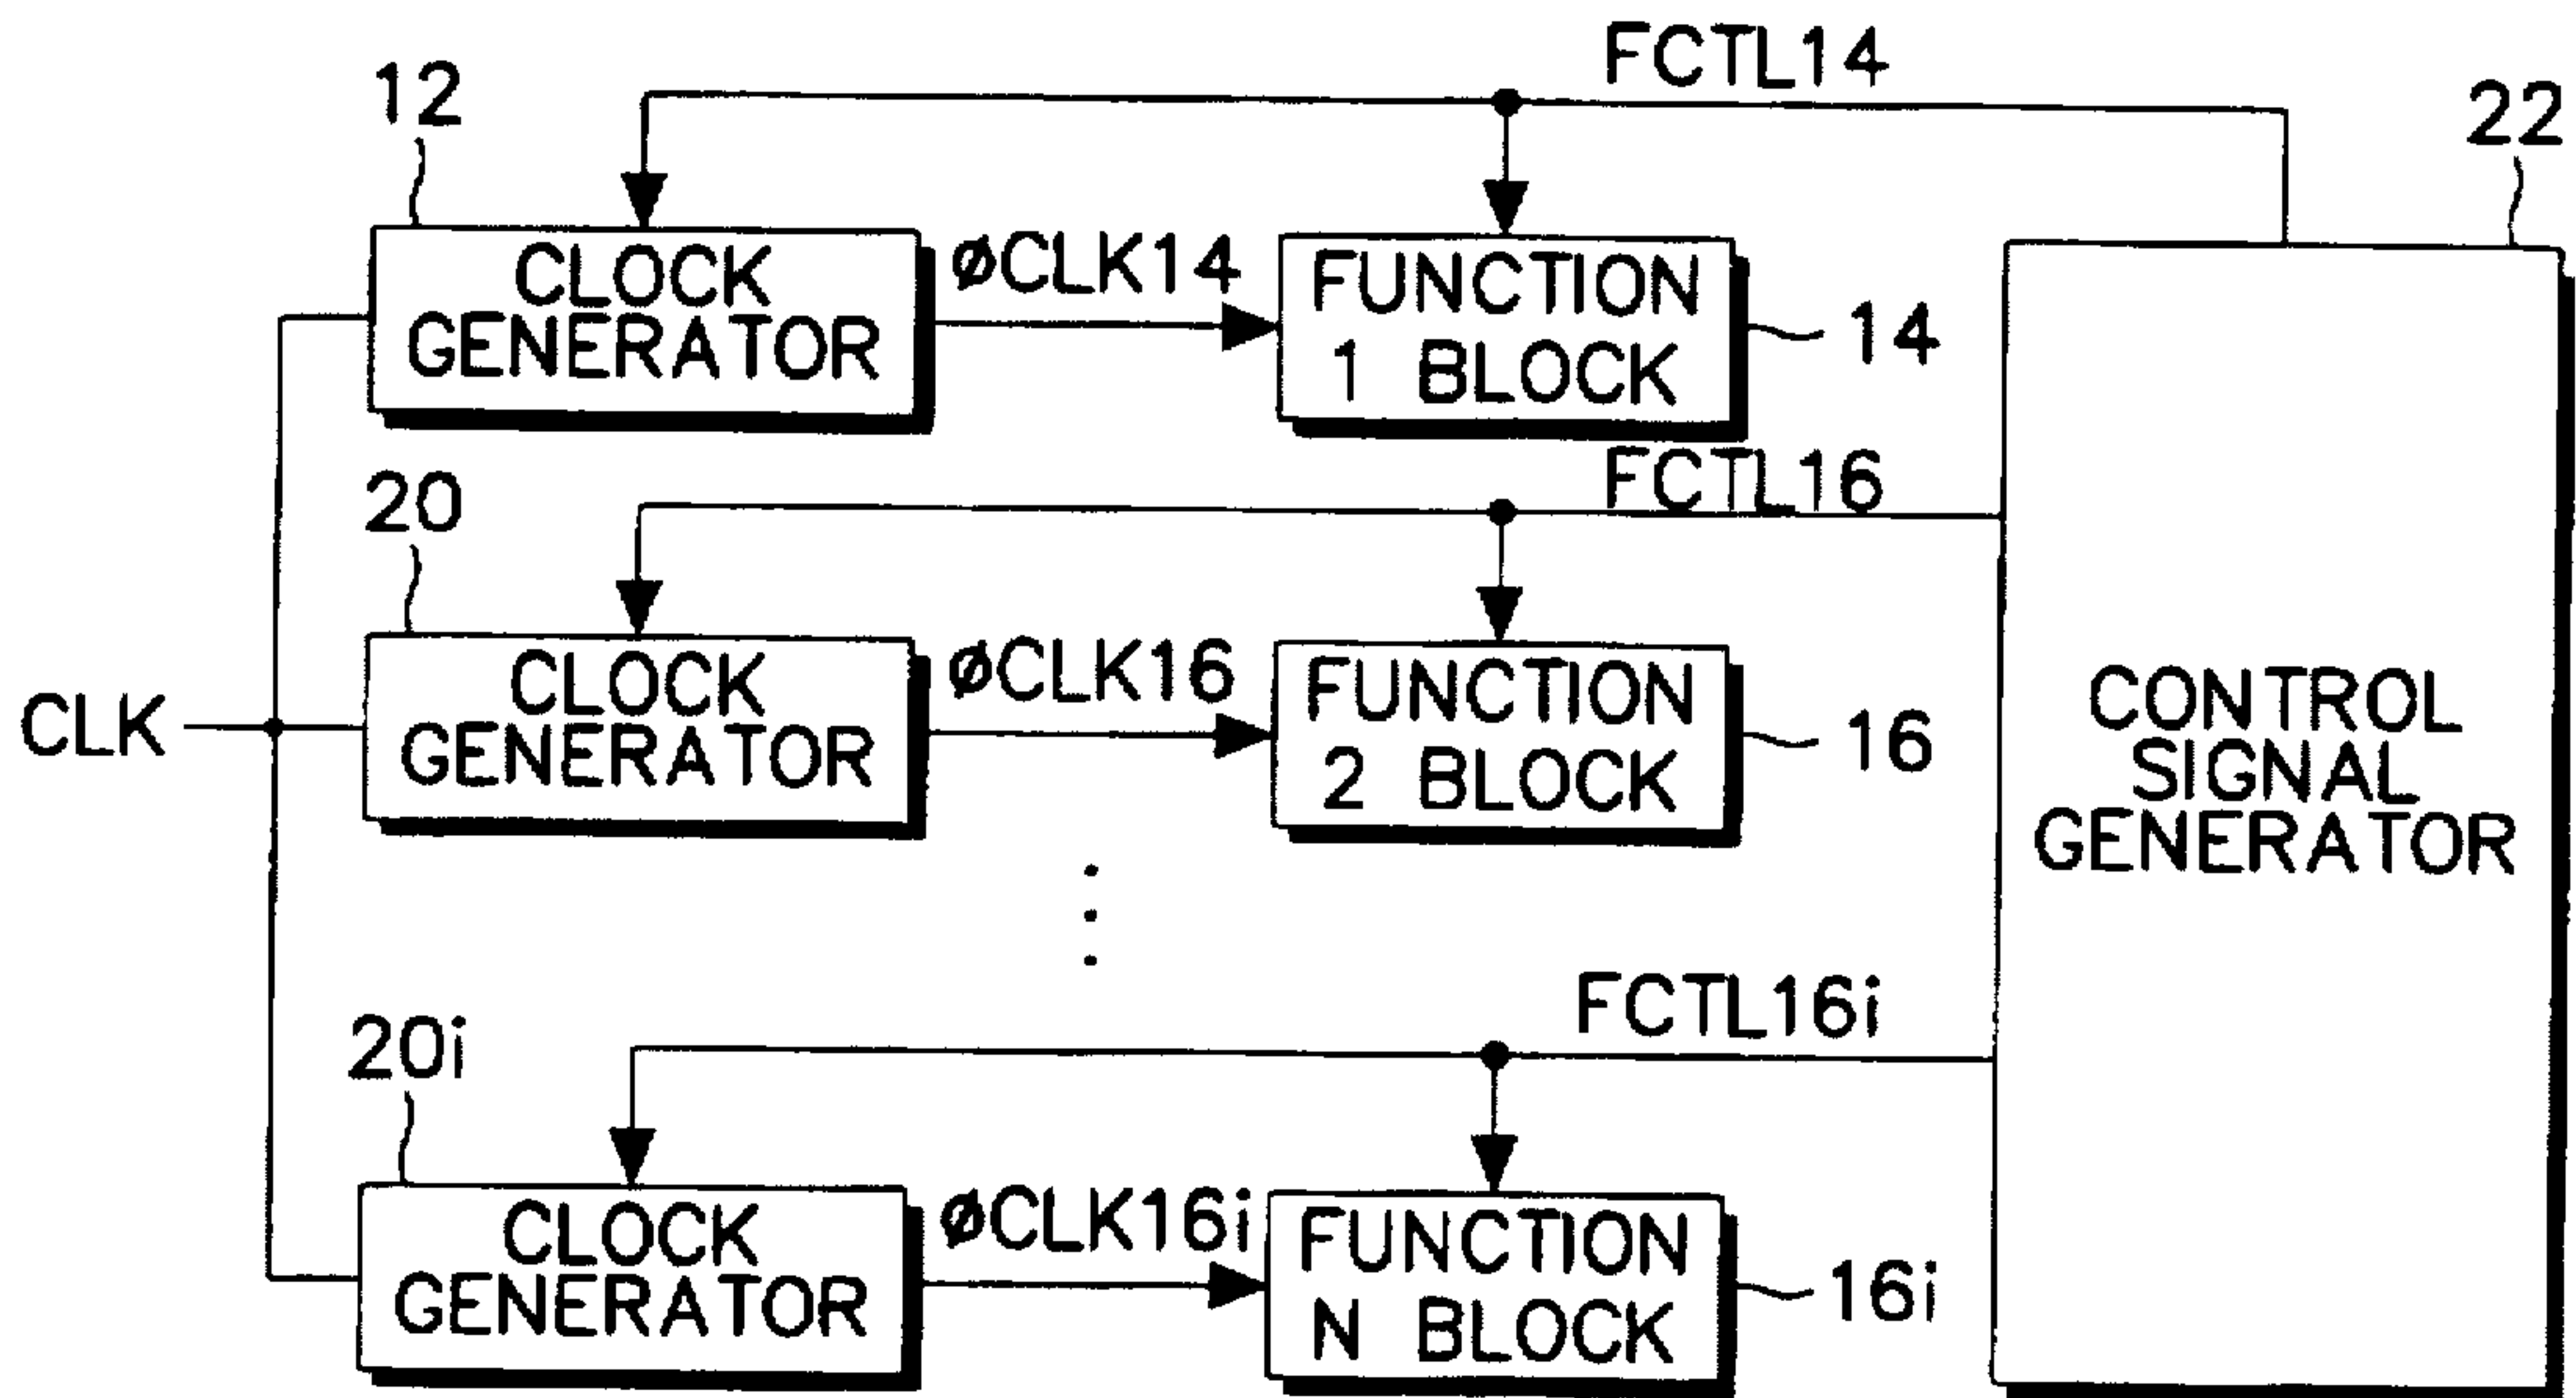 FCTL14
12
22
CLOCK
GENERATOR
øCLK14
FUNCTION
1 BLOCK
14
FCTL16
20
CLK
CLOCK
GENERATOR
øCLK16
FUNCTION
2 BLOCK
16
CONTROL
SIGNAL
GENERATOR
FCTL16i
20i
CLOCK
GENERATOR
øCLK16i
FUNCTION
N BLOCK
16i